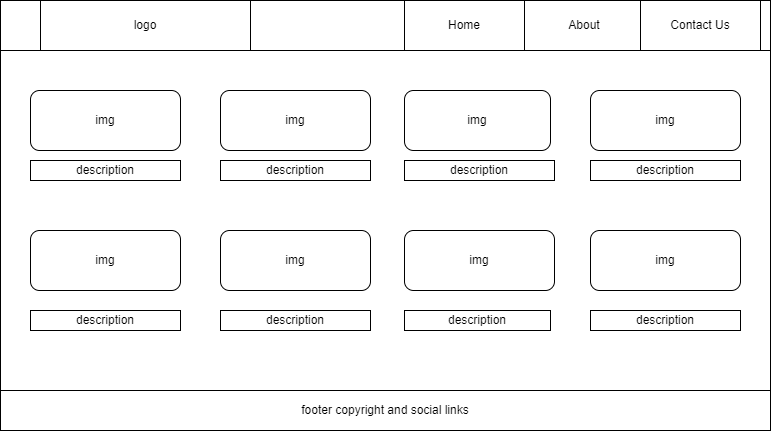 logo
Home
About
Contact Us
img
img
img
img
description
description
description
description
img
img
img
img
description
description
description
description
footer copyright and social links